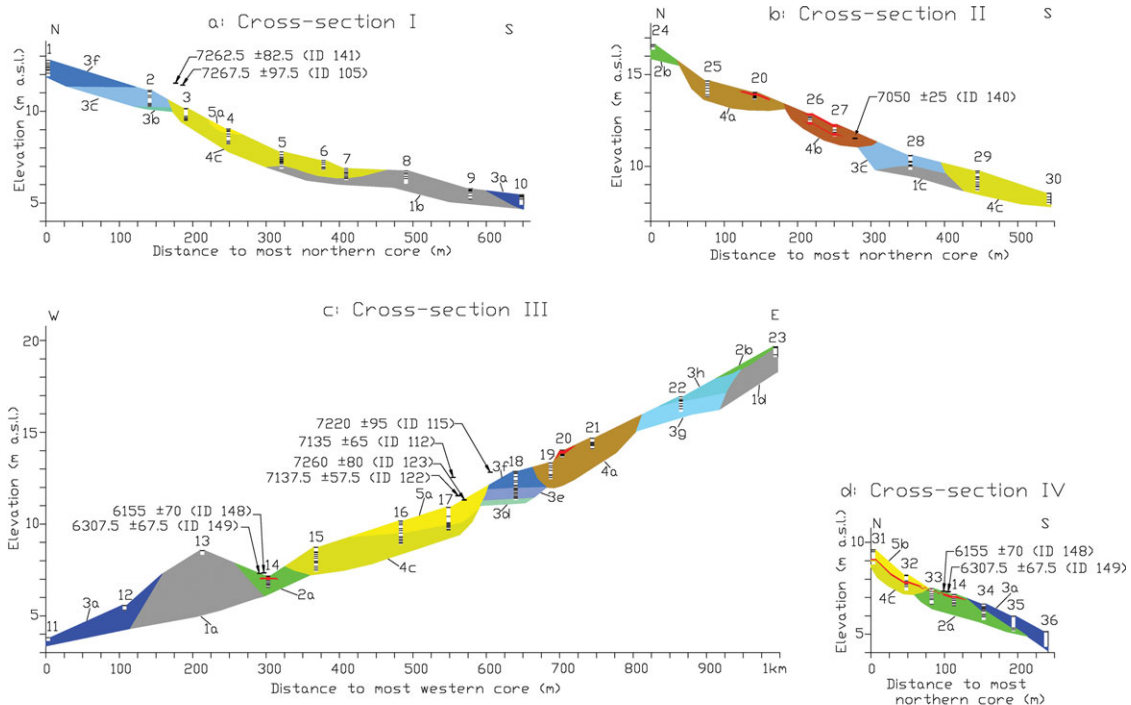 a: Cross-section I
N
S
7262.5 ±82.5 (ID 141)
7267.5 ±97.5 (ID 105)
1
3f
2
3
3c
3b
5a
4
4c
5
6
7
8
1b
9
3a
10
Elevation (m a.s.l.)
10
5
0
100
200
300
400
500
600
Distance to most northern core (m)
b: Cross-section II
N
S
24
2b
25
20
4a
26
27
7050 ±25 (ID 140)
4b
3c
28
1c
29
4c
30
Elevation (m a.s.l.)
15
10
0
100
200
300
400
500
Distance to most northern core (m)
c: Cross-section III
W
E
23
2b
3h
22
1d
3g
7220 ±95 (ID 115)
7135 ±65 (ID 112)
7260 ±80 (ID 123)
7137.5 ±57.5 (ID 122)
20
21
3f
18
19
4a
3e
3d
5a
17
16
15
4c
6155 ±70 (ID 148)
6307.5 ±67.5 (ID 149)
13
14
2a
12
3a
11
1a
Elevation (m a.s.l.)
20
15
10
5
0
100
200
300
400
500
600
700
800
900
1km
Distance to most western core (m)
d: Cross-section IV
N
S
31
5b
32
6155 ±70 (ID 148)
6307.5 ±67.5 (ID 149)
33
14
3a
34
35
36
4c
2a
Elevation (m a.s.l.)
10
5
0
100
200
Distance to most
northern core (m)